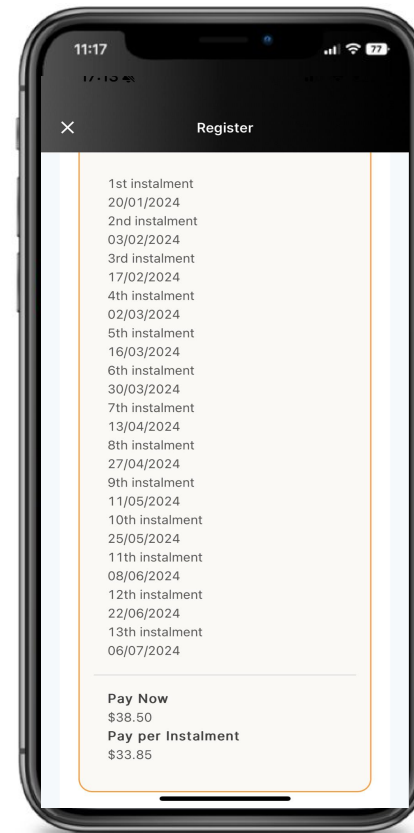 11:17
77
Register
1st instalment
20/01/2024
2nd instalment
03/02/2024
3rd instalment
17/02/2024
4th instalment
02/03/2024
5th instalment
16/03/2024
6th instalment
30/03/2024
7th instalment
13/04/2024
8th instalment
27/04/2024
9th instalment
11/05/2024
10th instalment
25/05/2024
11th instalment
08/06/2024
12th instalment
22/06/2024
13th instalment
06/07/2024
Pay Now
$38.50
Pay per Instalment
$33.85